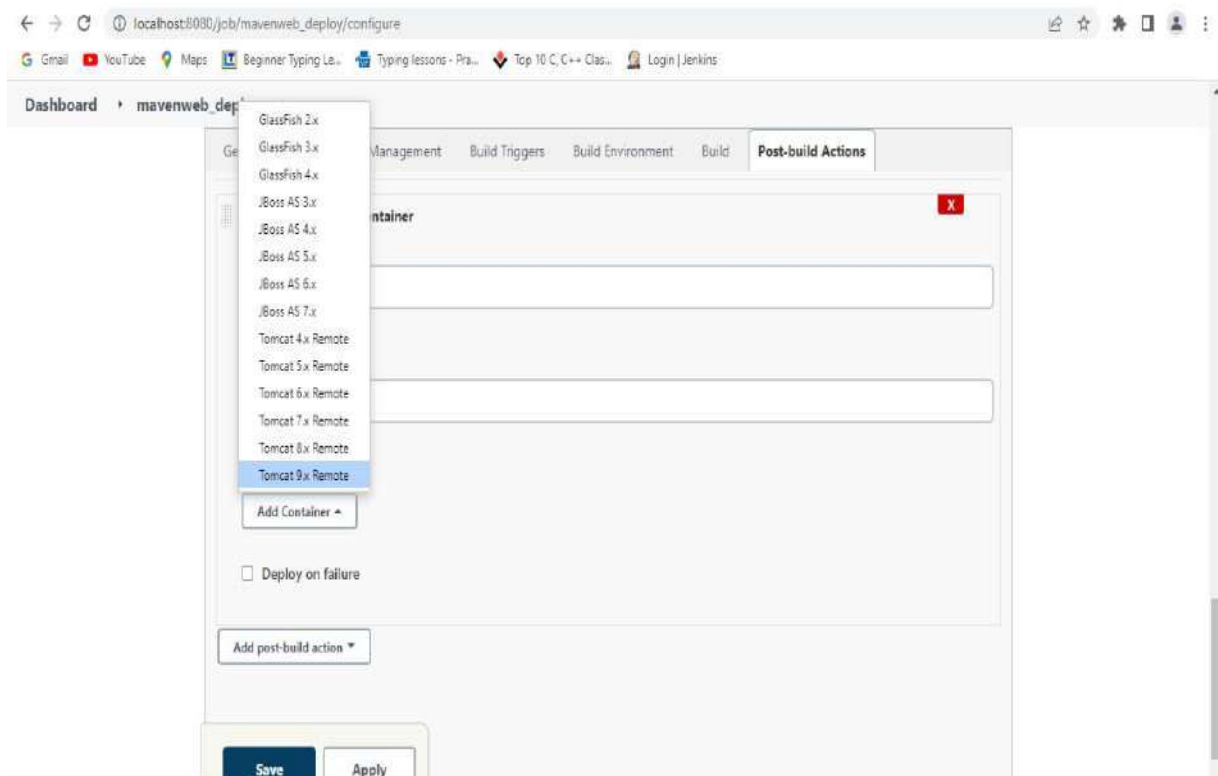 localhost:8080/job/mavenweb_deploy/configure
G Gmail YouTube Maps Beginner Typing Le... Typing lessons - Pra... Top 10 C, C++ Clas... Login | Jenkins
Dashboard mavenweb_dep
GlassFish 2.x
GlassFish 3.x
GlassFish 4.x
JBoss AS 3.x
JBoss AS 4.x
JBoss AS 5.x
JBoss AS 6.x
JBoss AS 7.x
Tomcat 4.x Remote
Tomcat 5.x Remote
Tomcat 6.x Remote
Tomcat 7.x Remote
Tomcat 8.x Remote
Tomcat 9.x Remote
Ge Management Build Triggers Build Environment Build Post-build Actions
ntainer X
Add Container
Deploy on failure
Add post-build action
Save Apply